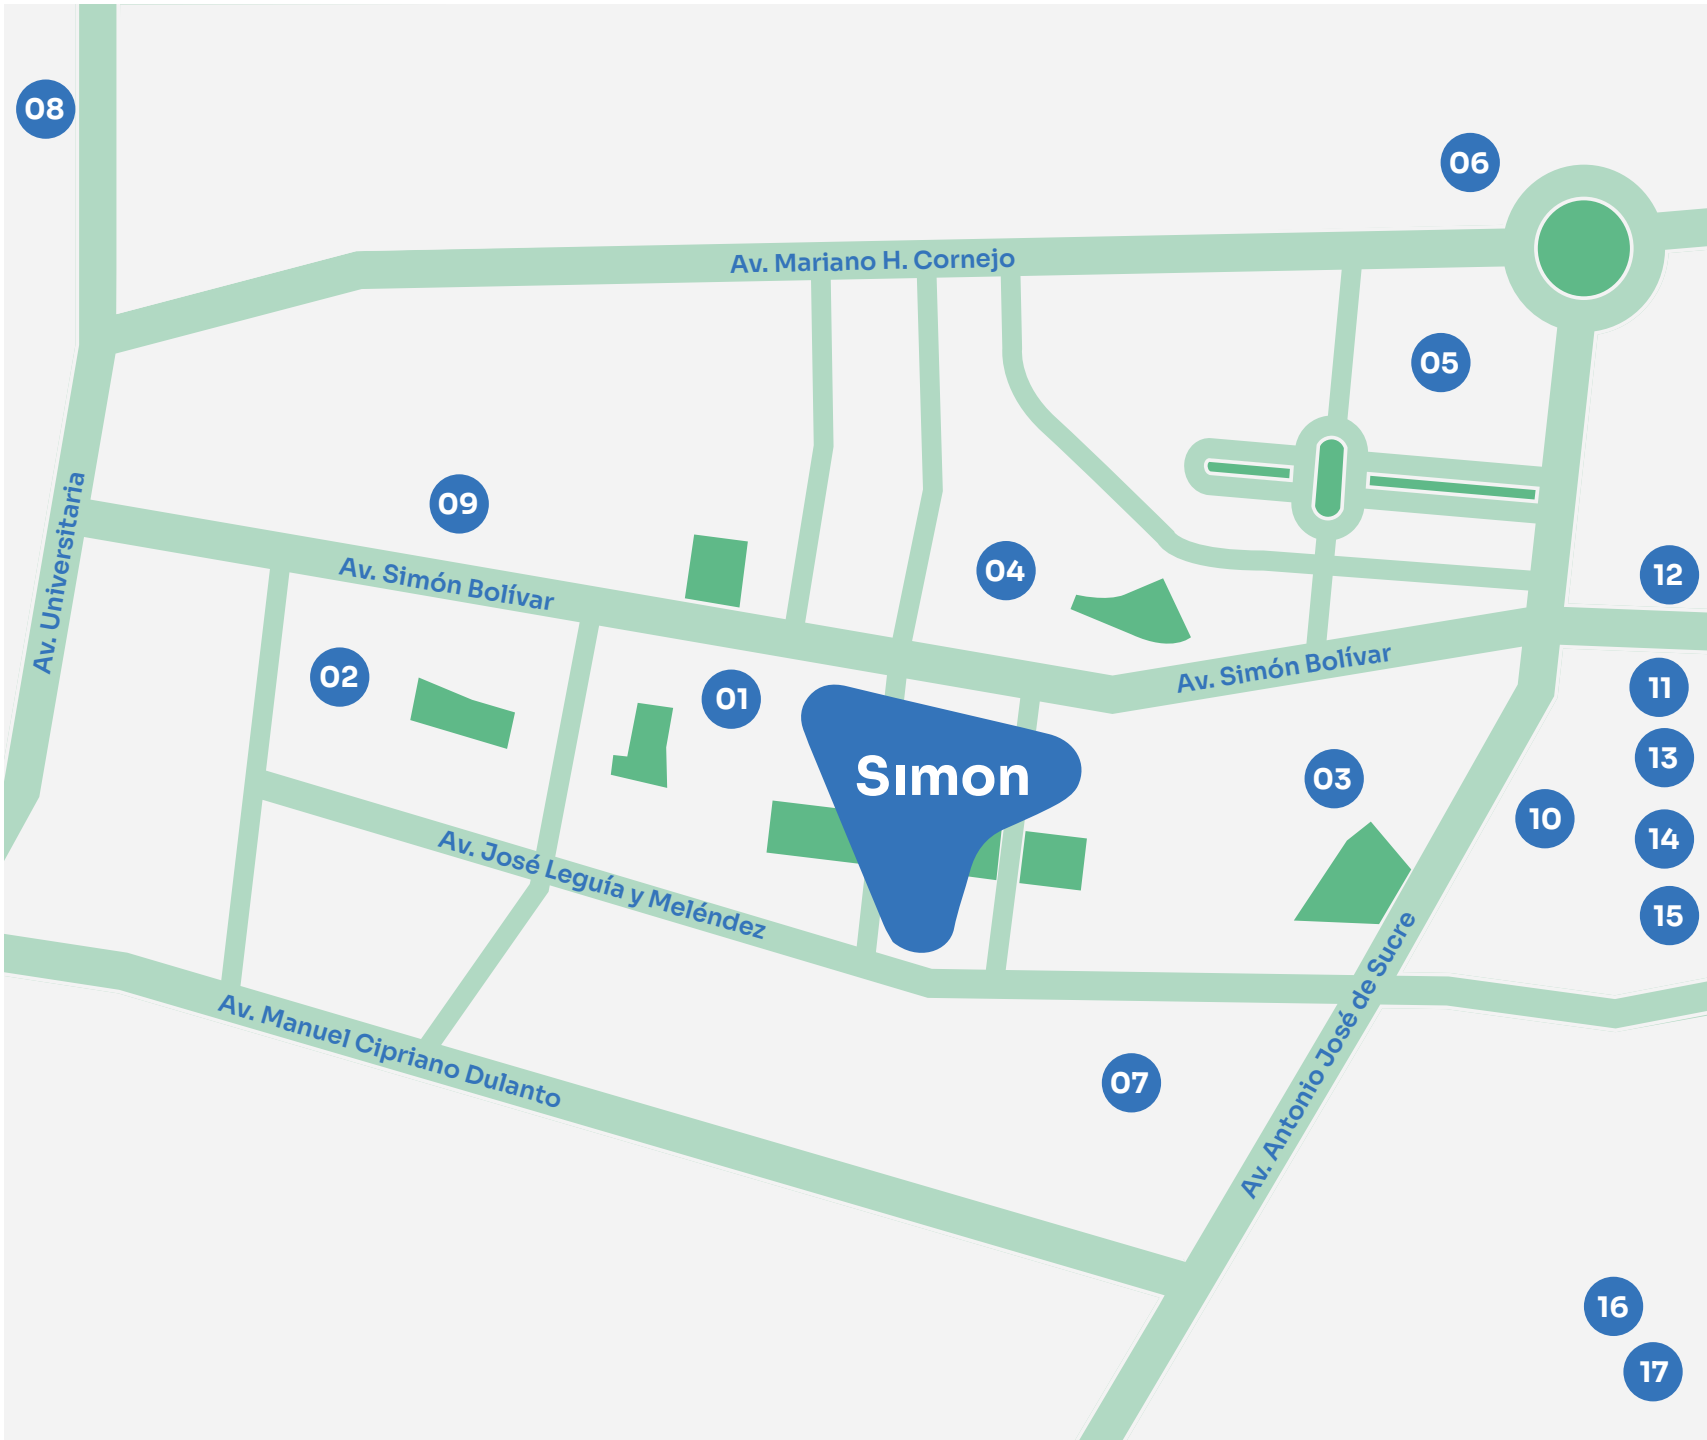 08
06
Av. Mariano H. Cornejo
05
Av. Universitaria
09
Av. Simón Bolívar
04
12
02
01
Av. Simón Bolívar
11
Sımon
03
13
10
14
Av. José Leguía y Meléndez
15
Av. Antonio José de Sucre
Av. Manuel Cipriano Dulanto
07
16
17